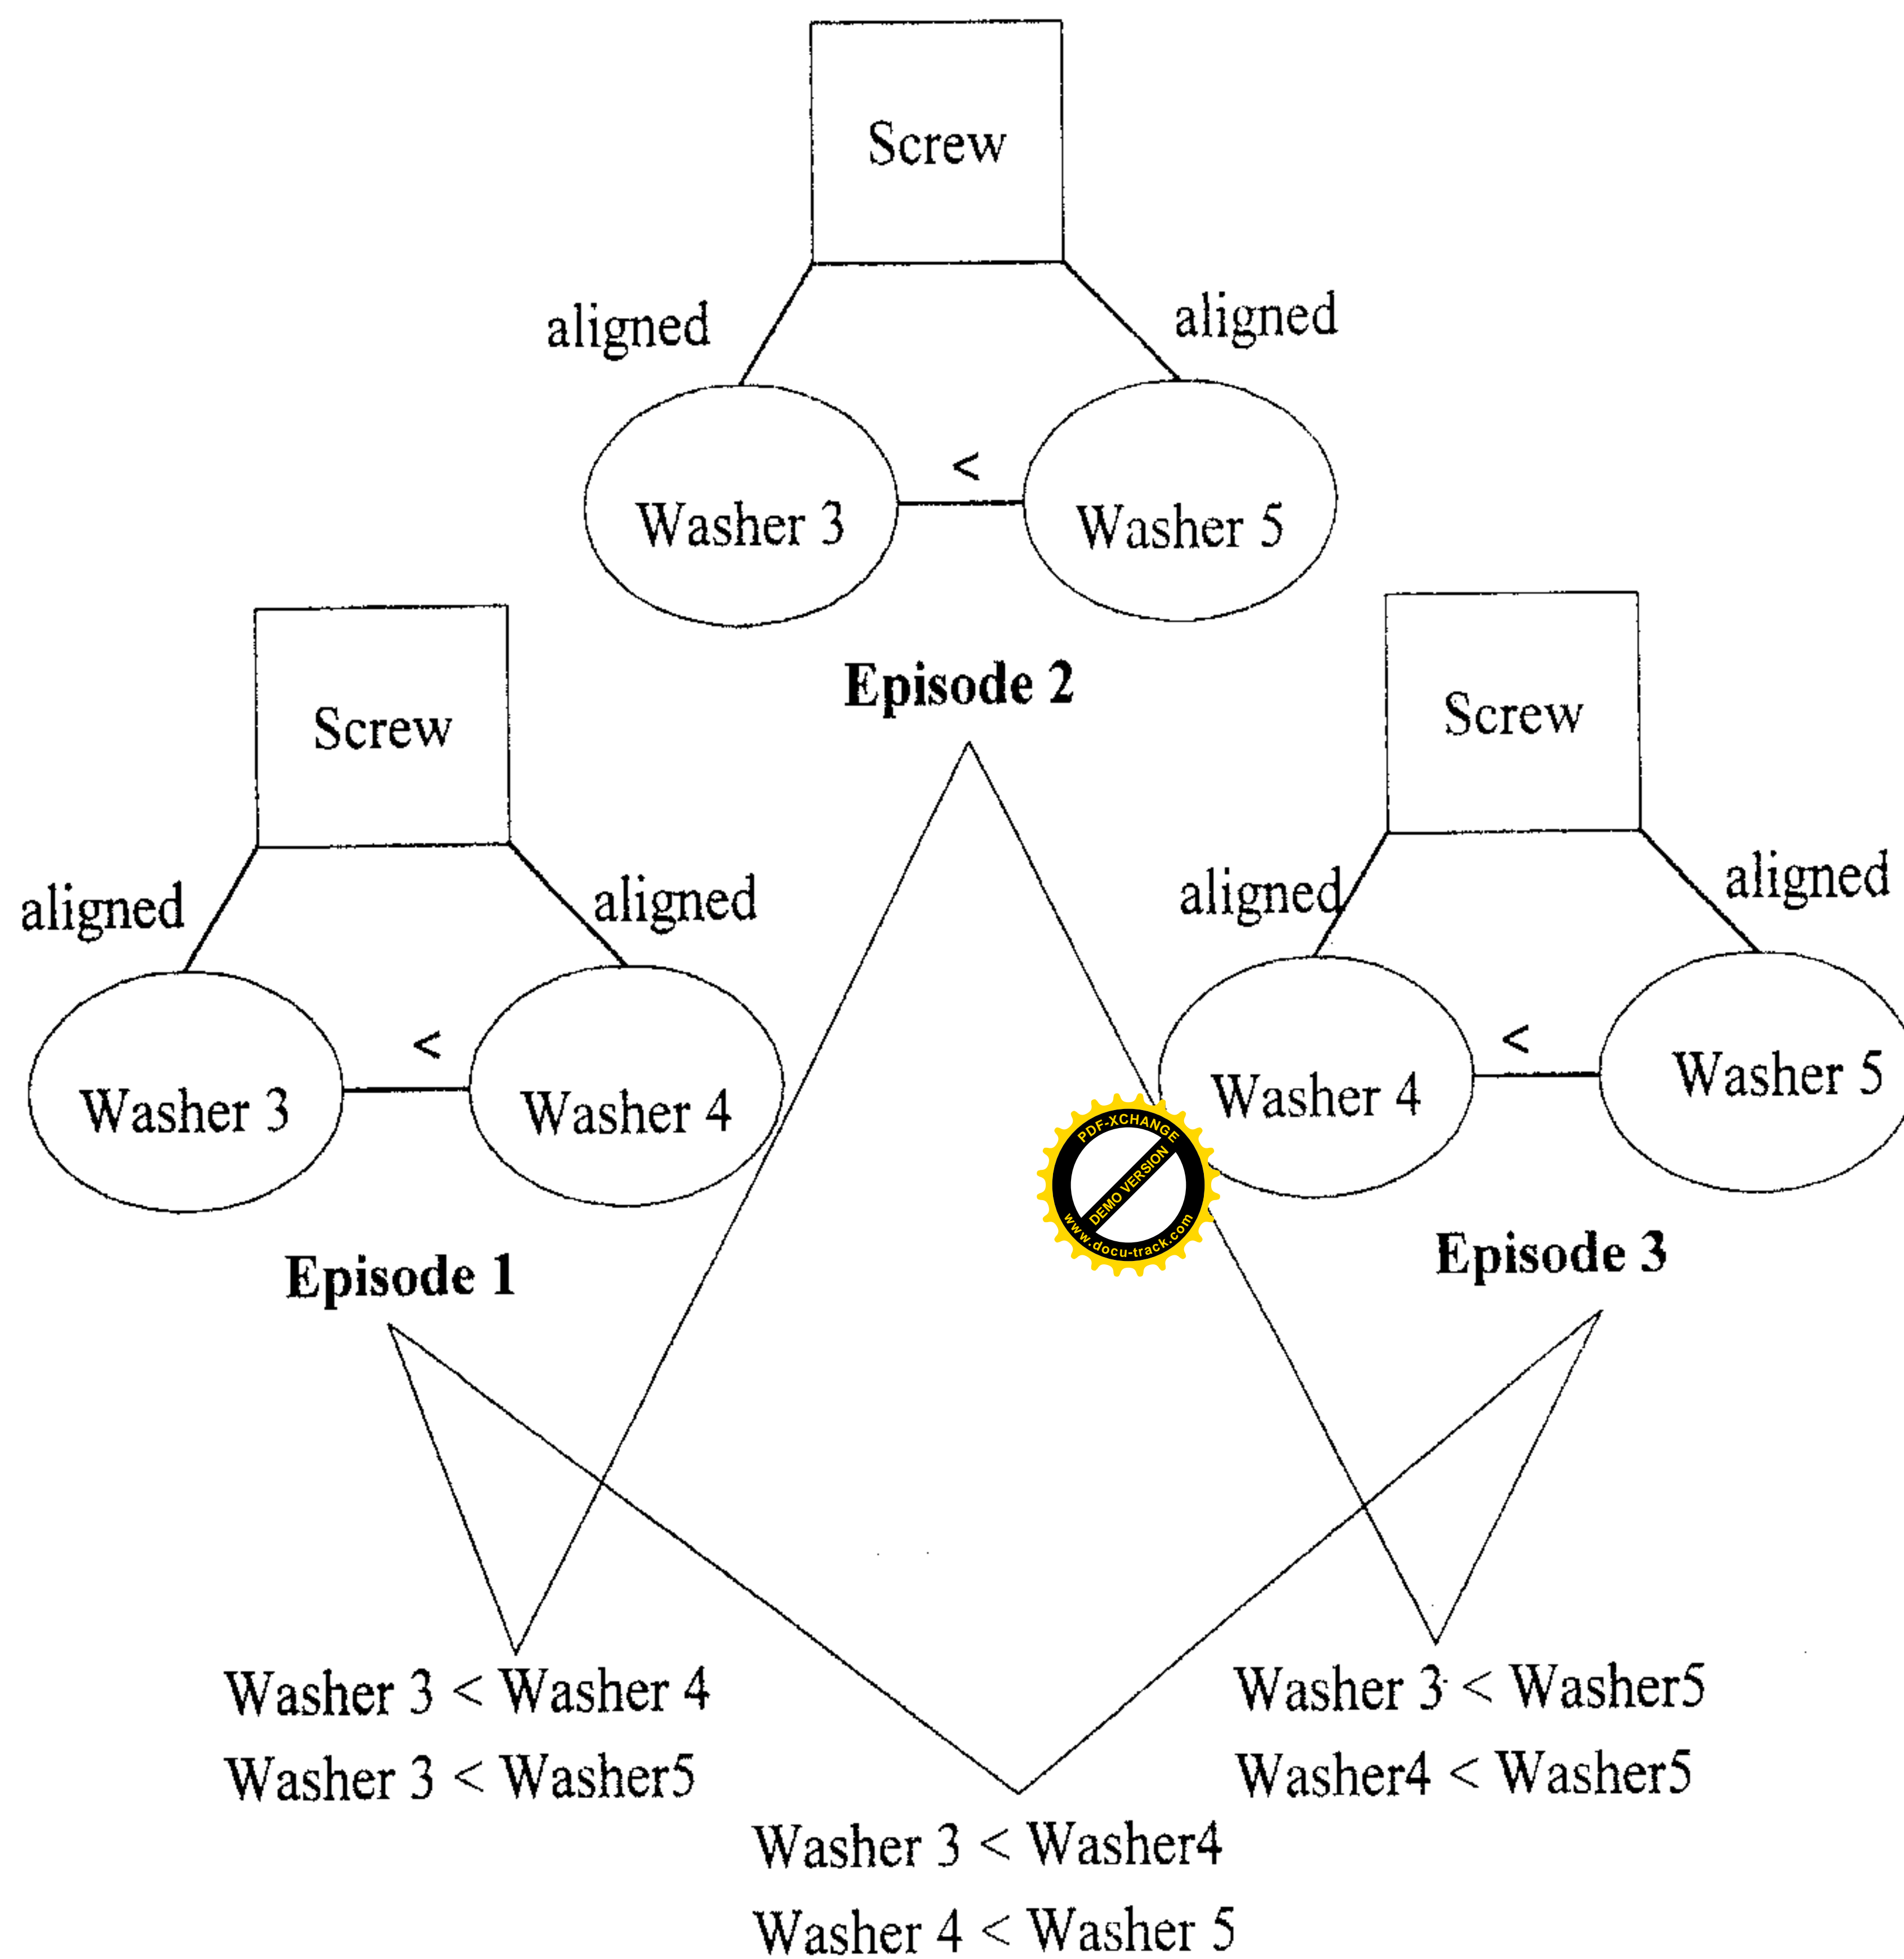 Screw
aligned
aligned
<
Washer 3
Washer 5
Episode 2
Screw
aligned
aligned
<
Washer 3
Washer 4
Episode 1
Screw
aligned
aligned
<
Washer 4
Washer 5
Episode 3
PDF-XCHANGE
DEMO VERSION
www.docu-track.com
Washer 3 < Washer 4
Washer 3 < Washer5
Washer 3 < Washer4
Washer 4 < Washer 5
Washer 3 < Washer5
Washer4 < Washer5